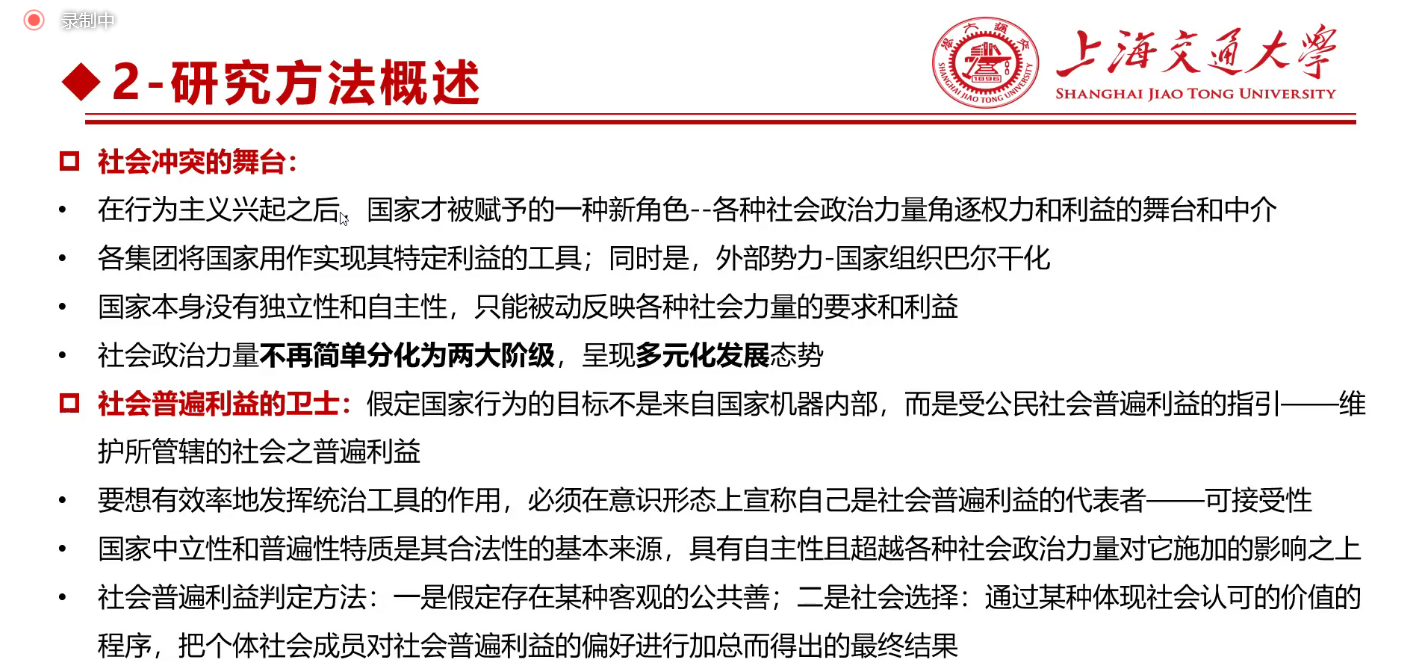 录制中
上海交通大学
SHANGHAI JIAO TONG UNIVERSITY
SHANGHAI JIAO TONG UNIVERSITY
1896
◆2-研究方法概述
社会冲突的舞台：
• 在行为主义兴起之后，国家才被赋予的一种新角色--各种社会政治力量角逐权力和利益的舞台和中介
• 各集团将国家用作实现其特定利益的工具；同时是，外部势力-国家组织巴尔干化
• 国家本身没有独立性和自主性，只能被动反映各种社会力量的要求和利益
• 社会政治力量不再简单分化为两大阶级，呈现多元化发展态势
社会普遍利益的卫士：假定国家行为的目标不是来自国家机器内部，而是受公民社会普遍利益的指引——维
护所管辖的社会之普遍利益
• 要想有效率地发挥统治工具的作用，必须在意识形态上宣称自己是社会普遍利益的代表者——可接受性
• 国家中立性和普遍性特质是其合法性的基本来源，具有自主性且超越各种社会政治力量对它施加的影响之上
• 社会普遍利益判定方法：一是假定存在某种客观的公共善；二是社会选择：通过某种体现社会认可的价值的
程序，把个体社会成员对社会普遍利益的偏好进行加总而得出的最终结果